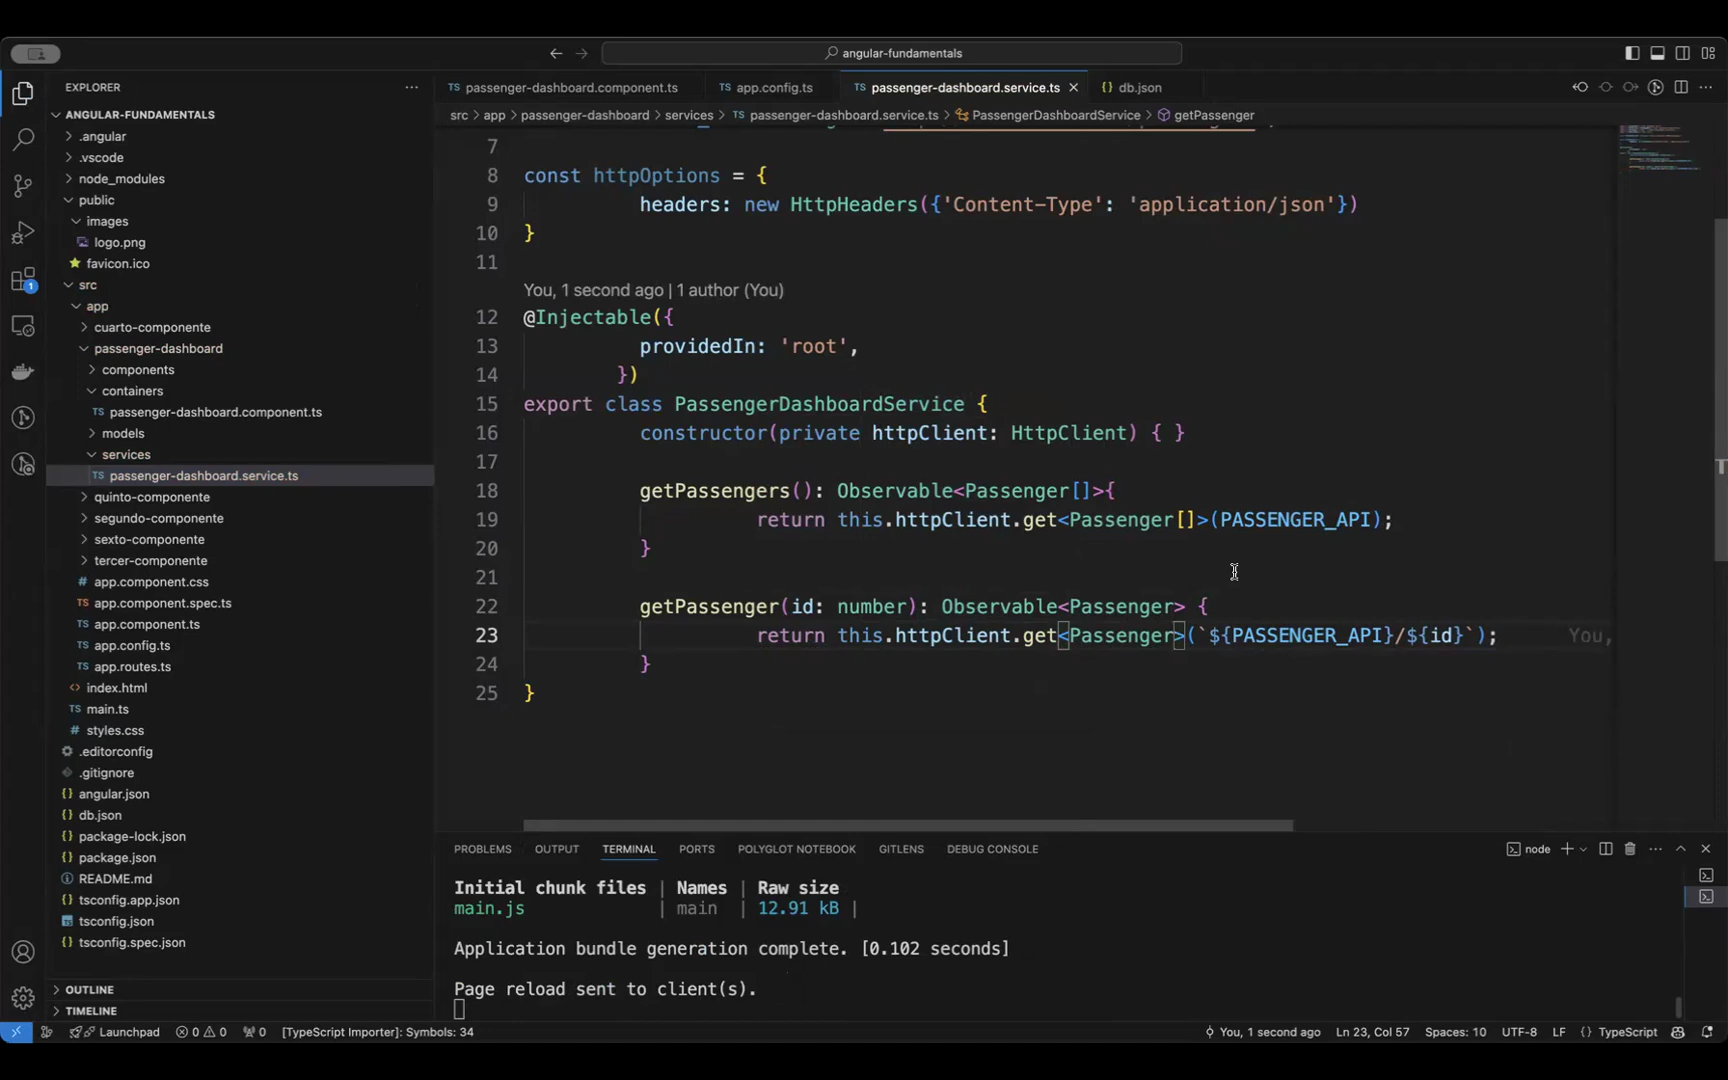 angular-fundamentals
EXPLORER
ANGULAR-FUNDAMENTALS
.angular
.vscode
node_modules
public
images
logo.png
favicon.ico
src
app
cuarto-componente
passenger-dashboard
components
containers
TS passenger-dashboard.component.ts
models
services
TS passenger-dashboard.service.ts
quinto-componente
segundo-componente
sexto-componente
tercer-componente
# app.component.css
TS app.component.spec.ts
TS app.component.ts
TS app.config.ts
TS app.routes.ts
<> index.html
TS main.ts
# styles.css
.editorconfig
.gitignore
{} angular.json
{} db.json
{} package-lock.json
{} package.json
README.md
{} tsconfig.app.json
tsconfig.json
{} tsconfig.spec.json
OUTLINE
TIMELINE
TS passenger-dashboard.component.ts
TS app.config.ts
TS passenger-dashboard.service.ts
{} db.json
src > app > passenger-dashboard > services > TS passenger-dashboard.service.ts > PassengerDashboardService > getPassenger
7
8 const httpOptions = {
9 headers: new HttpHeaders({'Content-Type': 'application/json'})
10 }
11
You, 1 second ago | 1 author (You)
12 @Injectable({
13 providedIn: 'root',
14 })
15 export class PassengerDashboardService {
16 constructor(private httpClient: HttpClient) { }
17
18 getPassengers(): Observable<Passenger[]>{
19 return this.httpClient.get<Passenger[]>(PASSENGER_API);
20 }
21
22 getPassenger(id: number): Observable<Passenger> {
23 return this.httpClient.get<Passenger>(`${PASSENGER_API}/${id}`); You,
24 }
25 }
PROBLEMS OUTPUT TERMINAL PORTS POLYGLOT NOTEBOOK GITLENS DEBUG CONSOLE
node
Initial chunk files | Names | Raw size
main.js | main | 12.91 kB |
Application bundle generation complete. [0.102 seconds]
Page reload sent to client(s).
1
Launchpad 0 0 0 [TypeScript Importer]: Symbols: 34
You, 1 second ago Ln 23, Col 57 Spaces: 10 UTF-8 LF {} TypeScript